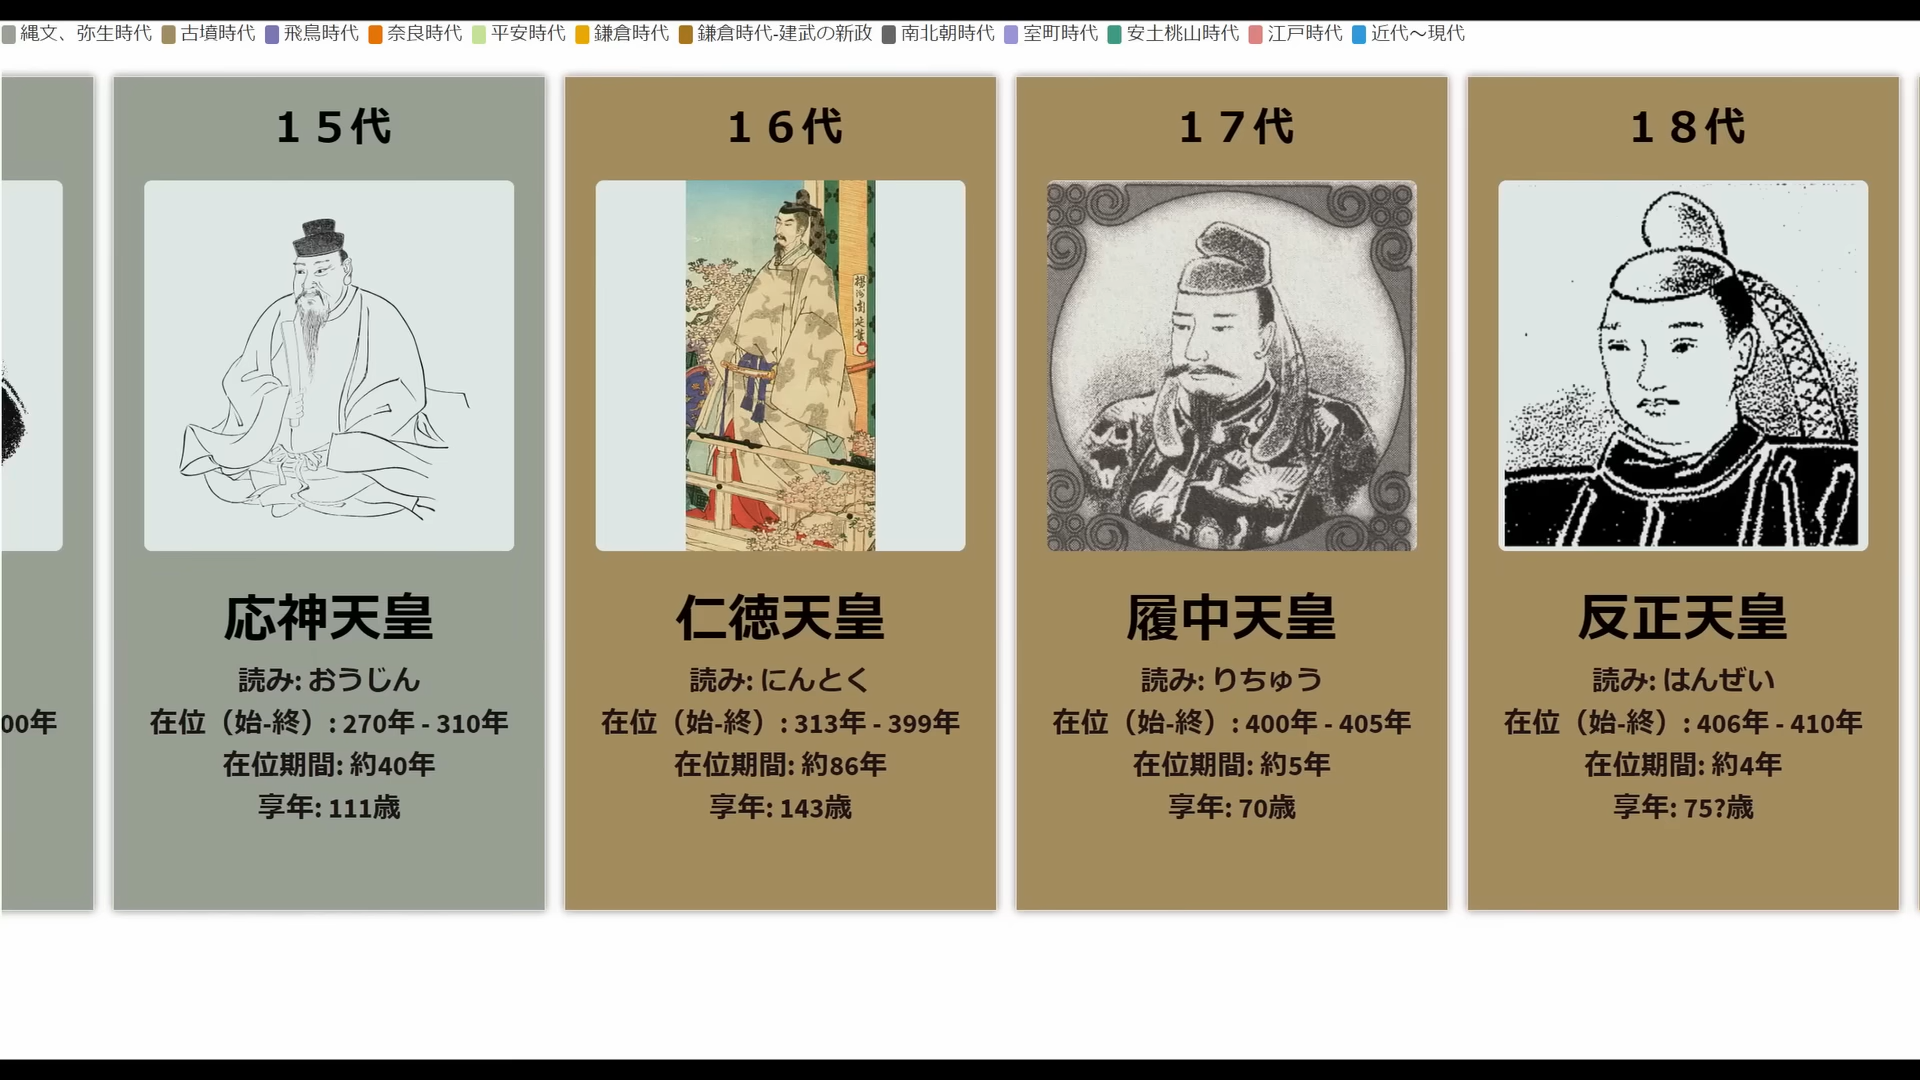 縄文、弥生時代 古墳時代 飛鳥時代 奈良時代 平安時代 鎌倉時代 鎌倉時代-建武の新政 南北朝時代 室町時代 安土桃山時代 江戸時代 近代～現代
00年
１５代
応神天皇
読み: おうじん
在位（始-終）: 270年 - 310年
在位期間: 約40年
享年: 111歳
１６代
楊洲周延筆
仁徳天皇
読み: にんとく
在位（始-終）: 313年 - 399年
在位期間: 約86年
享年: 143歳
１７代
履中天皇
読み: りちゅう
在位（始-終）: 400年 - 405年
在位期間: 約5年
享年: 70歳
１８代
反正天皇
読み: はんぜい
在位（始-終）: 406年 - 410年
在位期間: 約4年
享年: 75?歳